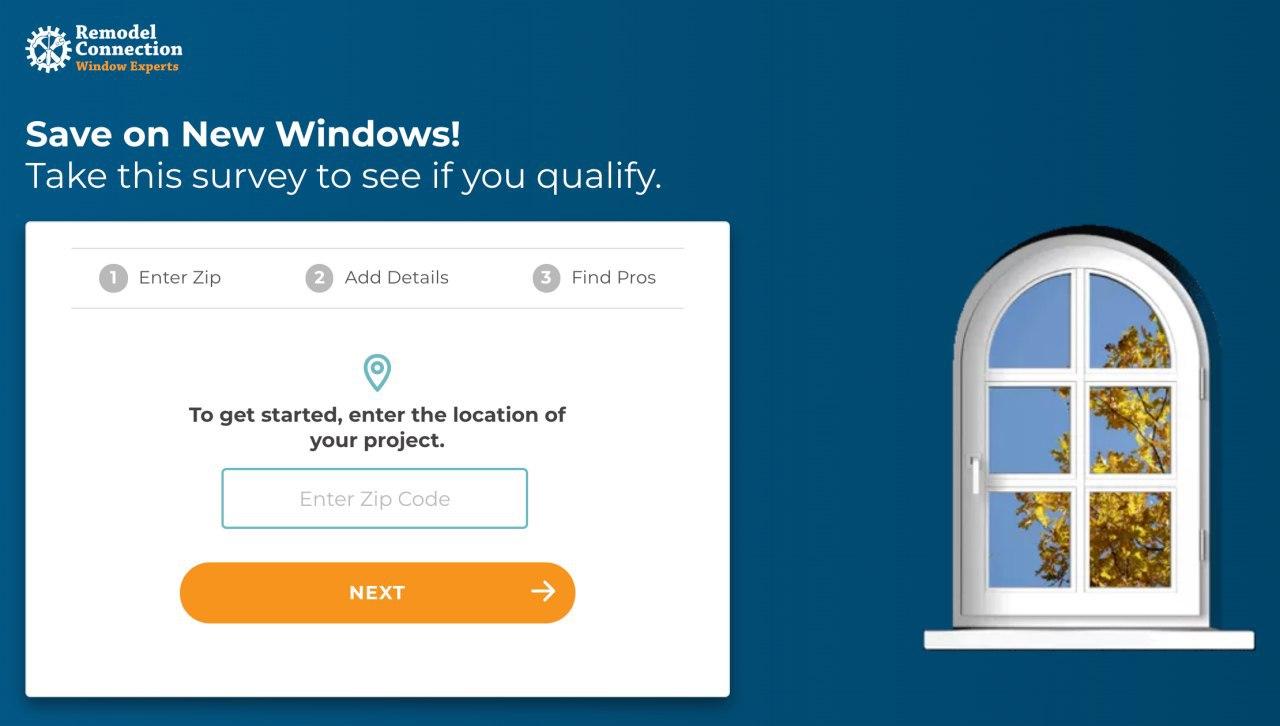 Remodel
Connection
Window Experts
Save on New Windows!
Take this survey to see if you qualify.
1 Enter Zip
2 Add Details
3 Find Pros
To get started, enter the location of
your project.
Enter Zip Code
NEXT